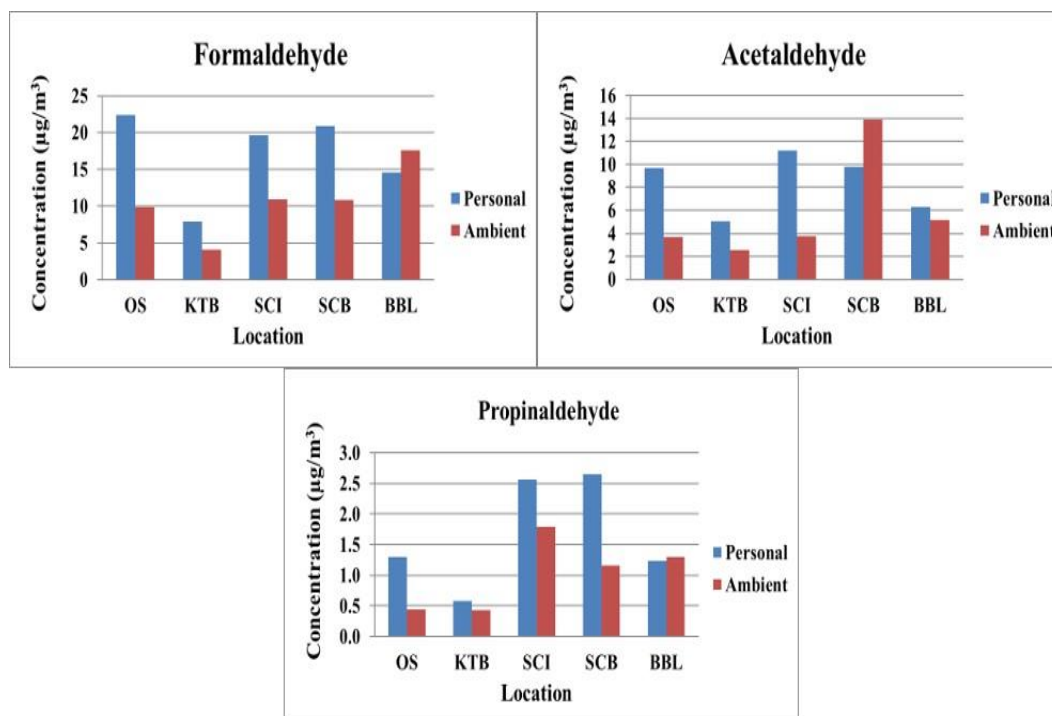 Formaldehyde
Concentration (µg/m³)
25
20
15
10
5
0
OS KTB SCI SCB BBL
Location
Personal
Ambient
Acetaldehyde
Concentration (µg/m³)
16
14
12
10
8
6
4
2
0
OS KTB SCI SCB BBL
Location
Personal
Ambient
Propinaldehyde
Concentration (µg/m³)
3.0
2.5
2.0
1.5
1.0
0.5
0.0
OS KTB SCI SCB BBL
Location
Personal
Ambient